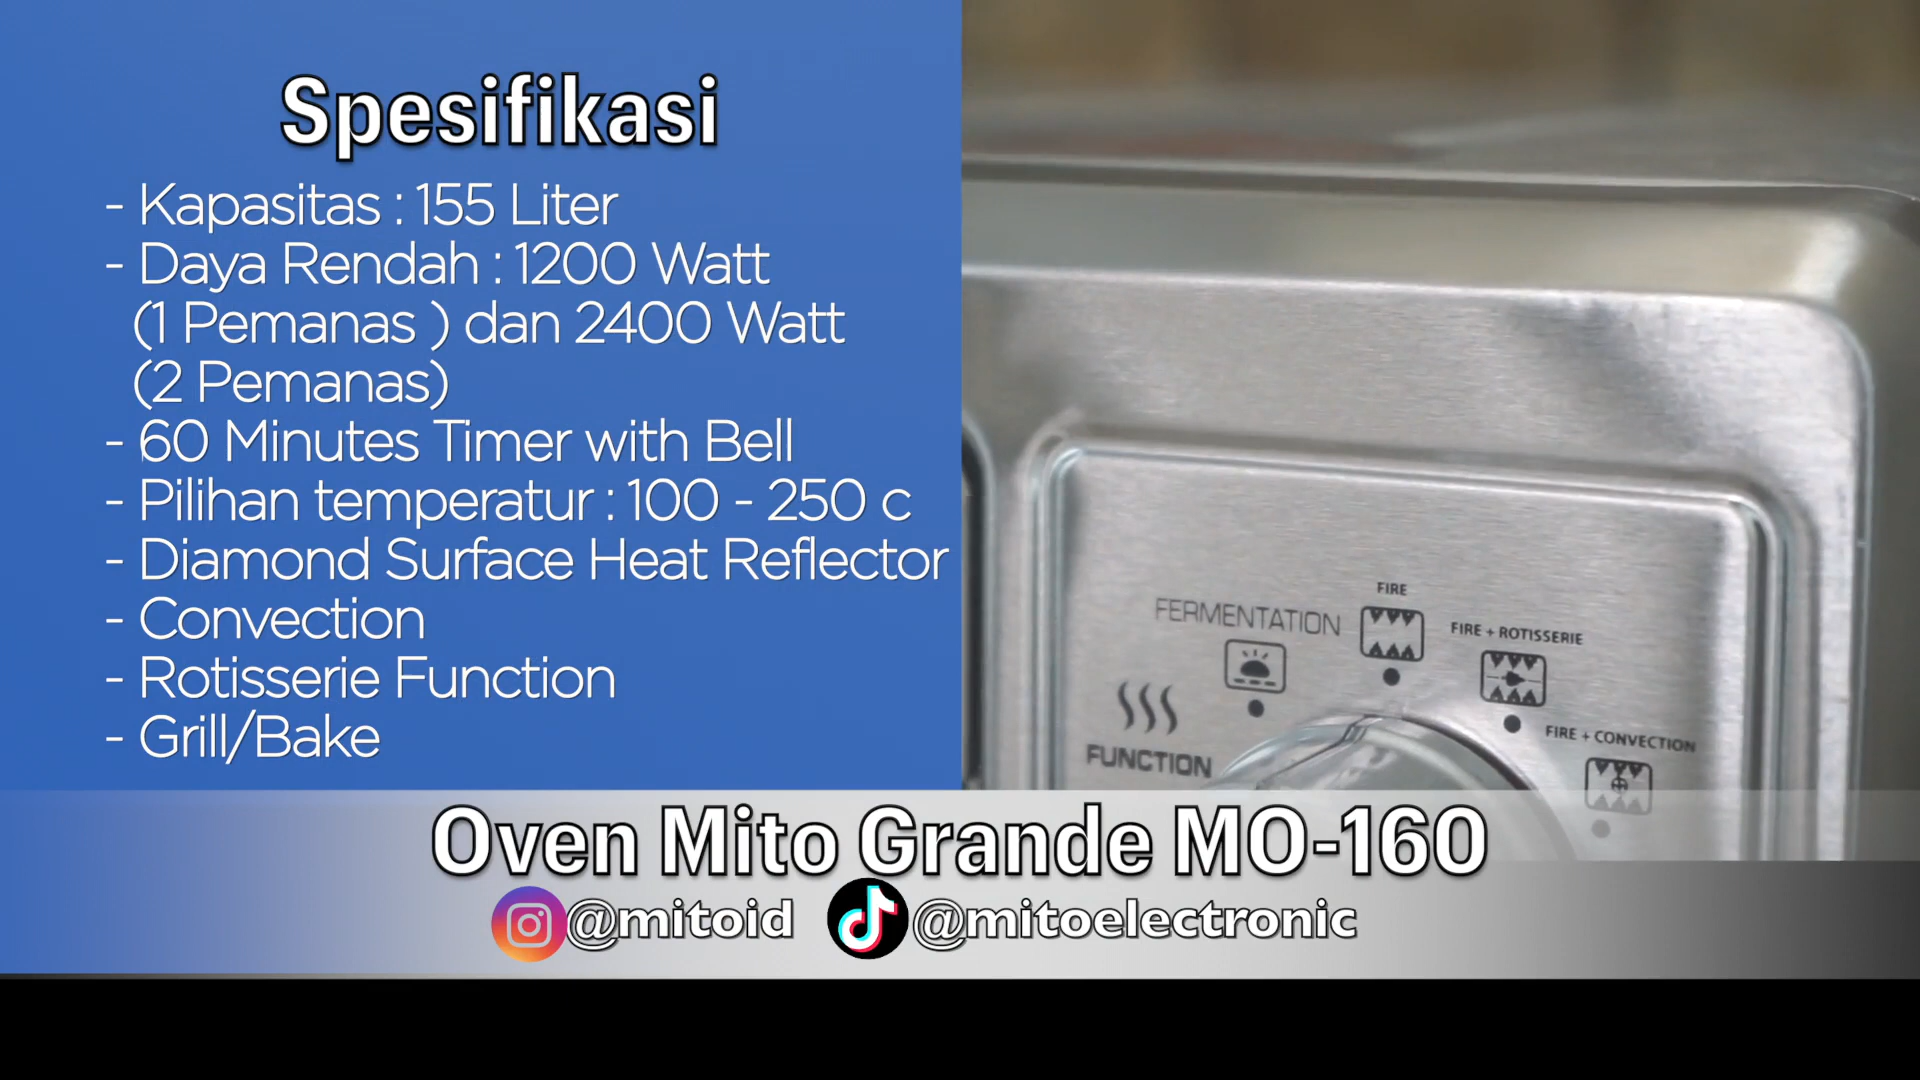 Spesifikasi
- Kapasitas : 155 Liter
- Daya Rendah : 1200 Watt
(1 Pemanas ) dan 2400 Watt
(2 Pemanas)
- 60 Minutes Timer with Bell
- Pilihan temperatur : 100 - 250 c
- Diamond Surface Heat Reflector
- Convection
- Rotisserie Function
- Grill/Bake
FERMENTATION
FIRE
FIRE + ROTISSERIE
FIRE + CONVECTION
FUNCTION
Oven Mito Grande MO-160
@mitoid @mitoelectronic